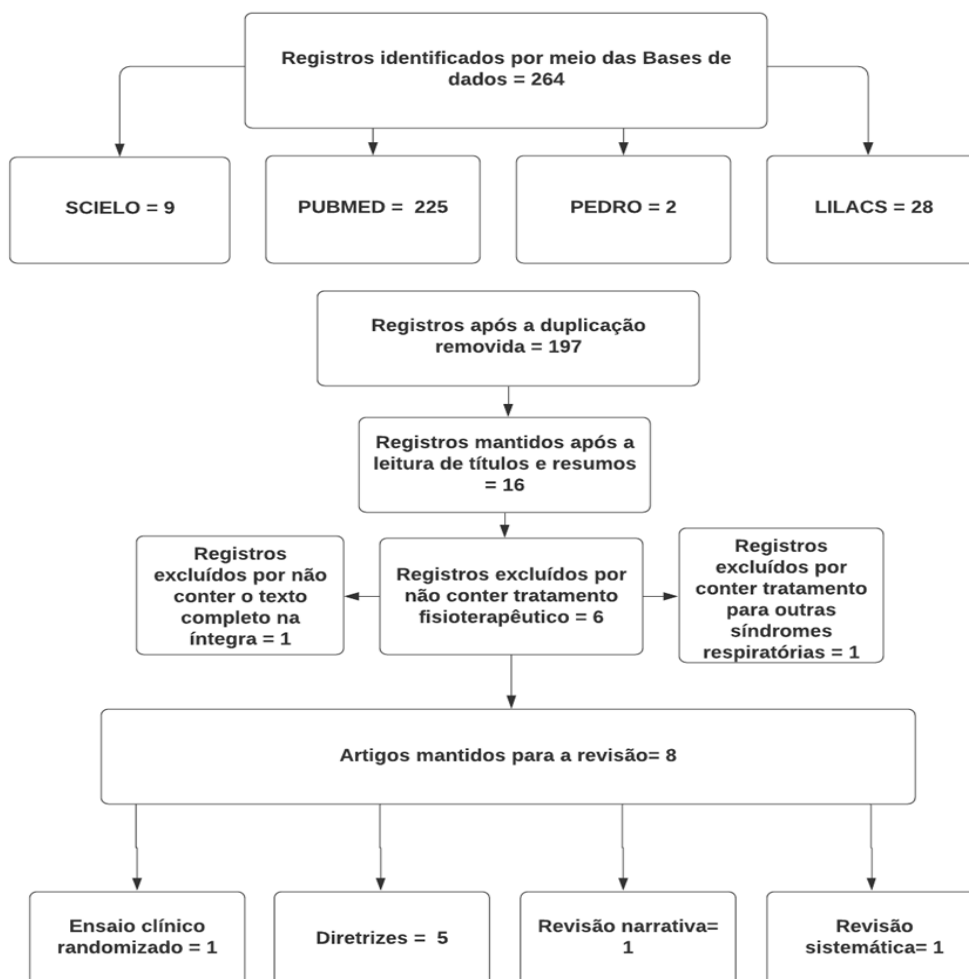 Registros identificados por meio das Bases de
dados = 264
SCIELO = 9
PUBMED = 225
PEDRO = 2
LILACS = 28
Registros após a duplicação
removida = 197
Registros mantidos após a
leitura de títulos e resumos
= 16
Registros
excluídos por não
conter o texto
completo na
íntegra = 1
Registros excluídos por
não conter tratamento
fisioterapêutico = 6
Registros
excluídos por
conter tratamento
para outras
síndromes
respiratórias = 1
Artigos mantidos para a revisão= 8
Ensaio clínico
randomizado = 1
Diretrizes = 5
Revisão narrativa=
1
Revisão
sistemática= 1